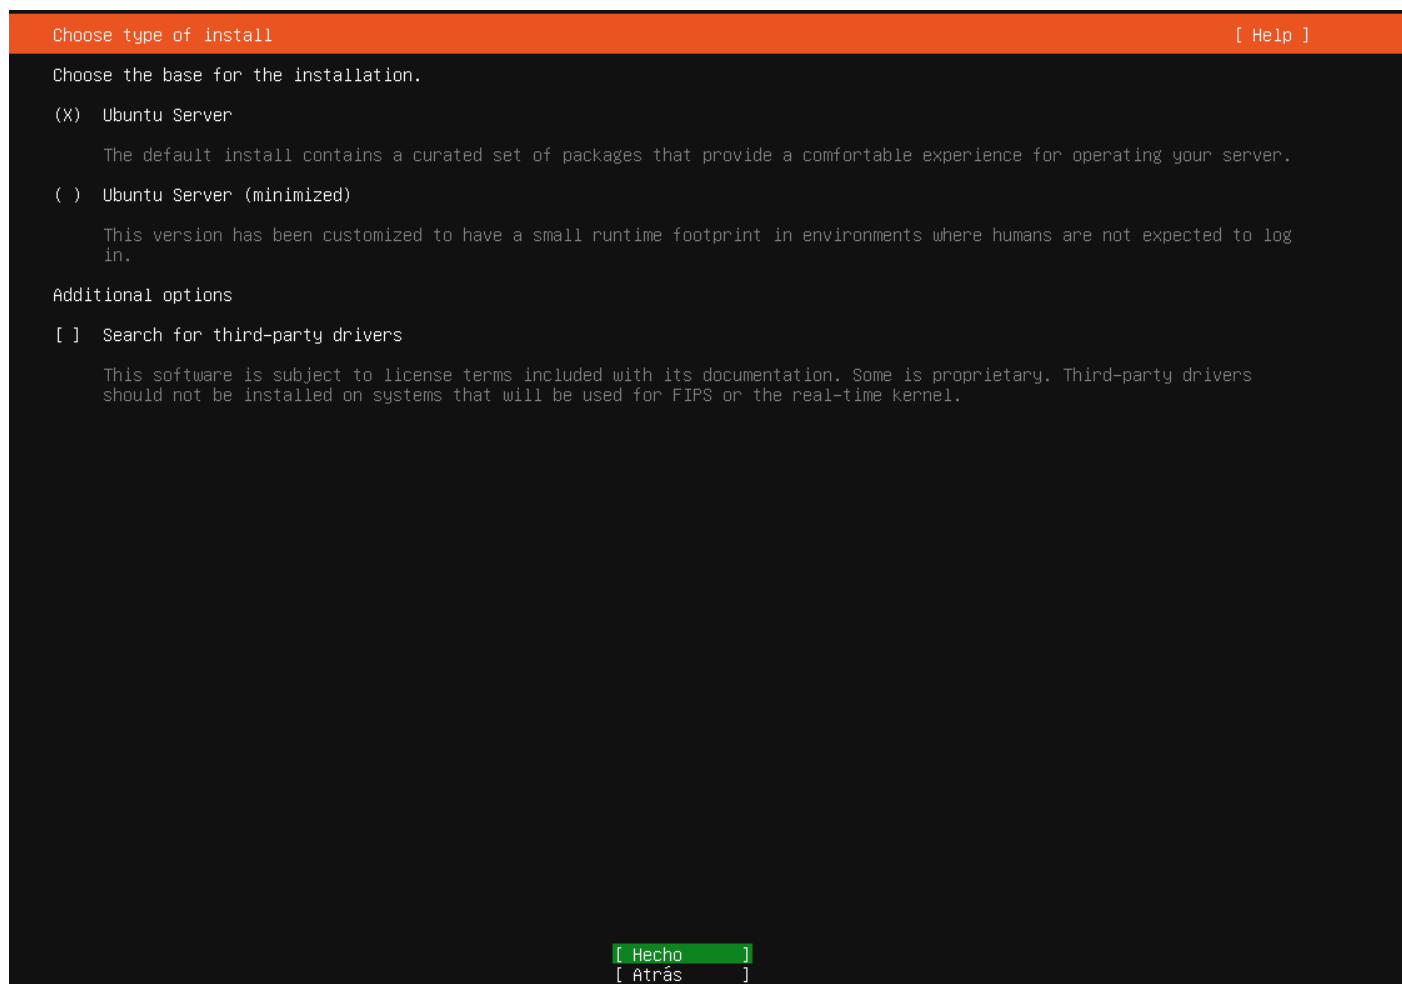 Choose type of install [ Help ]
Choose the base for the installation.
(X) Ubuntu Server
The default install contains a curated set of packages that provide a comfortable experience for operating your server.
( ) Ubuntu Server (minimized)
This version has been customized to have a small runtime footprint in environments where humans are not expected to log
in.
Additional options
[ ] Search for third-party drivers
This software is subject to license terms included with its documentation. Some is proprietary. Third-party drivers
should not be installed on systems that will be used for FIPS or the real-time kernel.
[ Hecho ]
[ Atrás ]